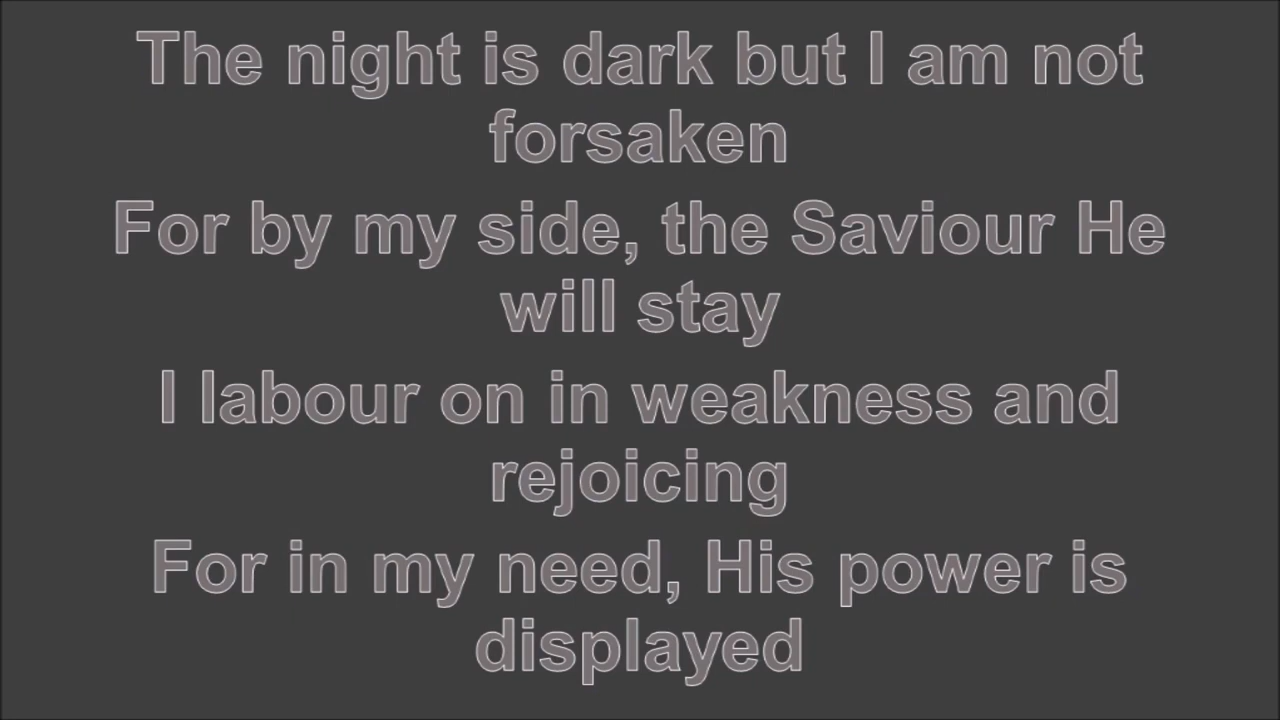 The night is dark but I am not
forsaken
For by my side, the Saviour He
will stay
I labour on in weakness and
rejoicing
For in my need, His power is
displayed